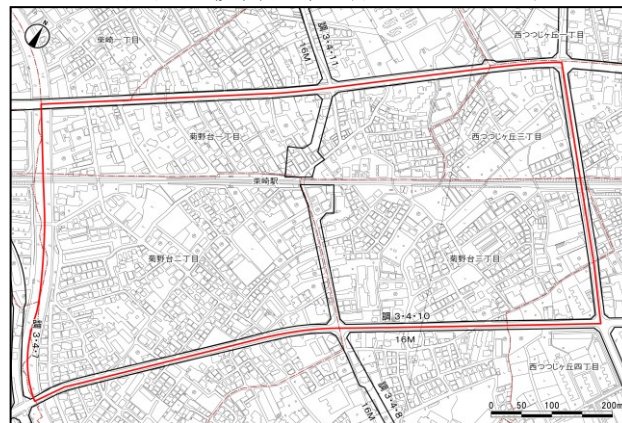 N
柴崎一丁目
調3・4・11
16M
西つつじヶ丘一丁目
菊野台一丁目
西つつじヶ丘三丁目
柴崎駅
菊野台二丁目
菊野台三丁目
調3・4・7
調3・4・10
16M
調3・4・8
16M
西つつじヶ丘四丁目
0 50 100 200m